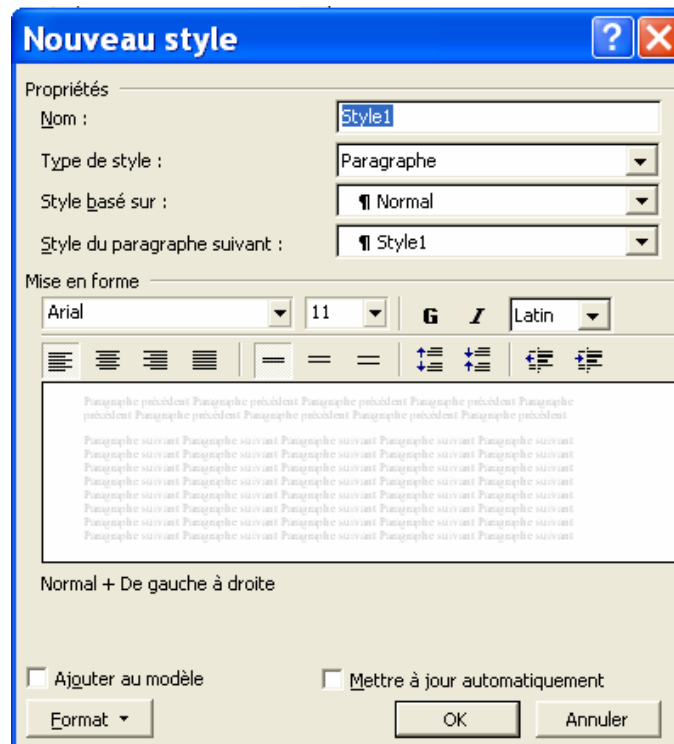 Nouveau style
Propriétés
Nom :
Style1
Type de style :
Paragraphe
Style basé sur :
¶ Normal
Style du paragraphe suivant :
¶ Style1
Mise en forme
Arial 11 G I Latin
Paragraphe précédent Paragraphe précédent Paragraphe précédent Paragraphe précédent Paragraphe
précédent Paragraphe précédent Paragraphe précédent Paragraphe précédent Paragraphe précédent
Paragraphe suivant Paragraphe suivant Paragraphe suivant Paragraphe suivant Paragraphe suivant
Paragraphe suivant Paragraphe suivant Paragraphe suivant Paragraphe suivant Paragraphe suivant
Paragraphe suivant Paragraphe suivant Paragraphe suivant Paragraphe suivant Paragraphe suivant
Paragraphe suivant Paragraphe suivant Paragraphe suivant Paragraphe suivant Paragraphe suivant
Paragraphe suivant Paragraphe suivant Paragraphe suivant Paragraphe suivant Paragraphe suivant
Paragraphe suivant Paragraphe suivant Paragraphe suivant Paragraphe suivant Paragraphe suivant
Paragraphe suivant Paragraphe suivant Paragraphe suivant Paragraphe suivant Paragraphe suivant
Paragraphe suivant Paragraphe suivant Paragraphe suivant Paragraphe suivant Paragraphe suivant
Normal + De gauche à droite
Ajouter au modèle
Mettre à jour automatiquement
Format
OK
Annuler